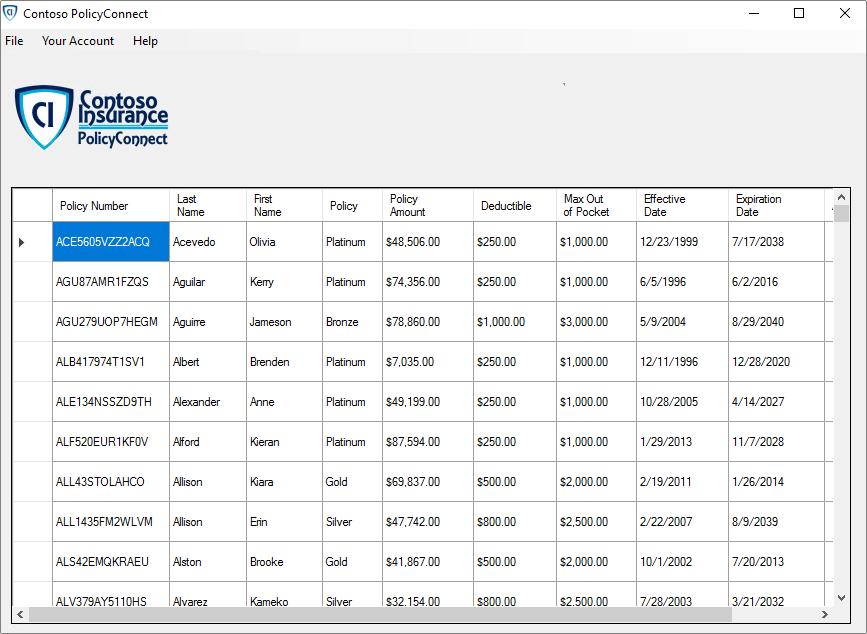 CI Contoso PolicyConnect
File Your Account Help
CI Contoso Insurance PolicyConnect
Policy Number Last Name First Name Policy Policy Amount Deductible Max Out of Pocket Effective Date Expiration Date
ACE5605VZZ2ACQ Acevedo Olivia Platinum $48,506.00 $250.00 $1,000.00 12/23/1999 7/17/2038
AGU87AMR1FZQS Aguilar Kerry Platinum $74,356.00 $250.00 $1,000.00 6/5/1996 6/2/2016
AGU279UOP7HEGM Aguirre Jameson Bronze $78,860.00 $1,000.00 $3,000.00 5/9/2004 8/29/2040
ALB417974T1SV1 Albert Brenden Platinum $7,035.00 $250.00 $1,000.00 12/11/1996 12/28/2020
ALE134NSSZD9TH Alexander Anne Platinum $49,199.00 $250.00 $1,000.00 10/28/2005 4/14/2027
ALF520EUR1KF0V Alford Kieran Platinum $87,594.00 $250.00 $1,000.00 1/29/2013 11/7/2028
ALL43STOLAHCO Allison Kiara Gold $69,837.00 $500.00 $2,000.00 2/19/2011 1/26/2014
ALL1435FM2WLVM Allison Erin Silver $47,742.00 $800.00 $2,500.00 2/22/2007 8/9/2039
ALS42EMQKRAEU Alston Brooke Gold $41,867.00 $500.00 $2,000.00 10/1/2002 7/20/2013
ALV379AY5110HS Alvarez Kameko Silver $32,154.00 $800.00 $2,500.00 7/28/2003 3/21/2032